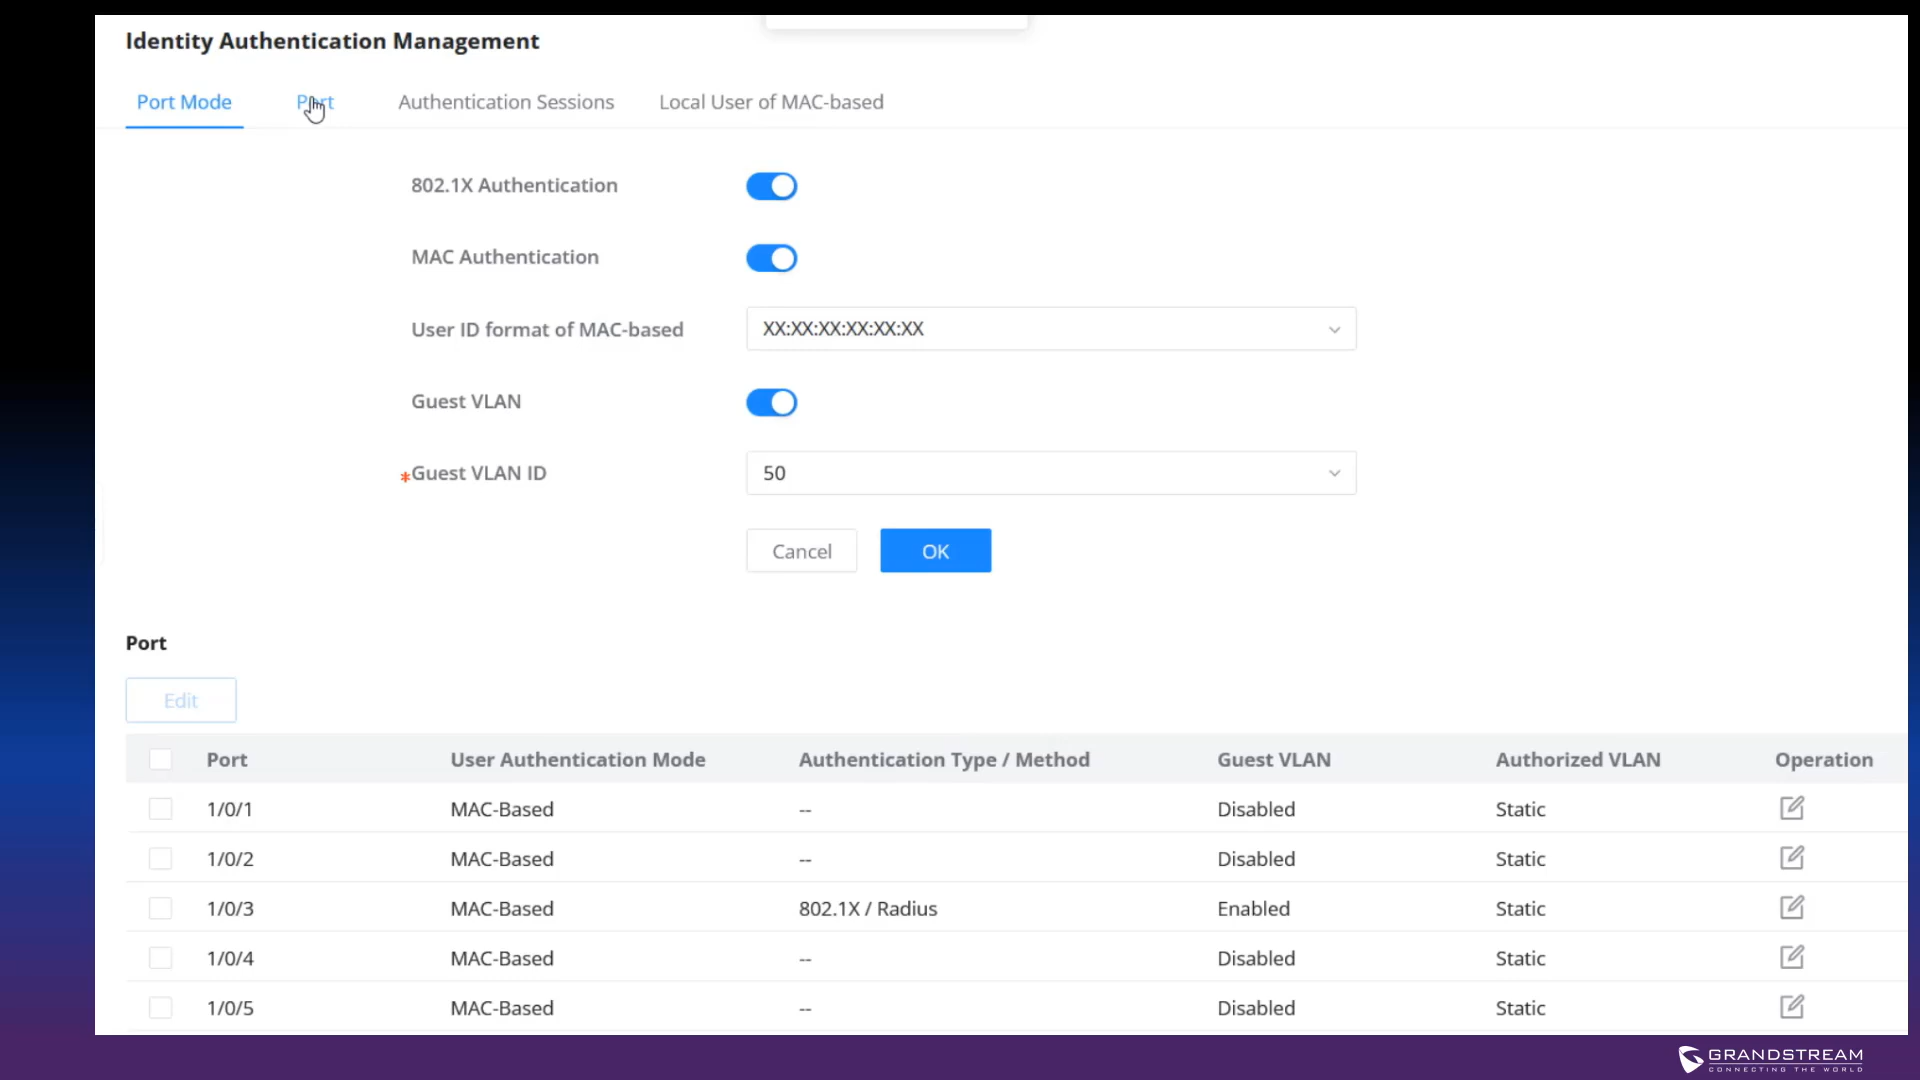 Identity Authentication Management
Port Mode Port Authentication Sessions Local User of MAC-based
802.1X Authentication
MAC Authentication
User ID format of MAC-based XX:XX:XX:XX:XX:XX
Guest VLAN
*Guest VLAN ID 50
Cancel OK
Port
Edit
Port User Authentication Mode Authentication Type / Method Guest VLAN Authorized VLAN Operation
1/0/1 MAC-Based -- Disabled Static
1/0/2 MAC-Based -- Disabled Static
1/0/3 MAC-Based 802.1X / Radius Enabled Static
1/0/4 MAC-Based -- Disabled Static
1/0/5 MAC-Based -- Disabled Static
GRANDSTREAM
CONNECTING THE WORLD